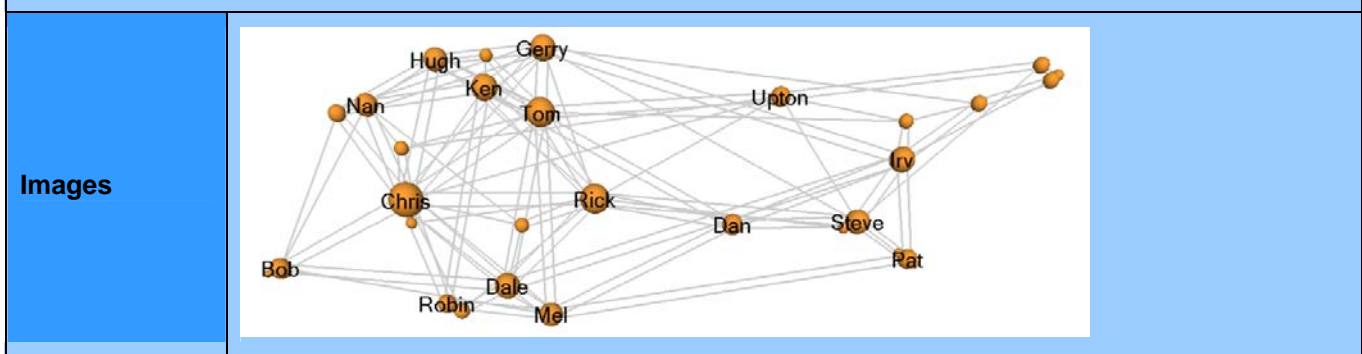 Images
Hugh
Gerry
Ken
Nan
Tom
Upton
Irv
Chris
Rick
Dan
Steve
Pat
Bob
Dale
Robin
Mel